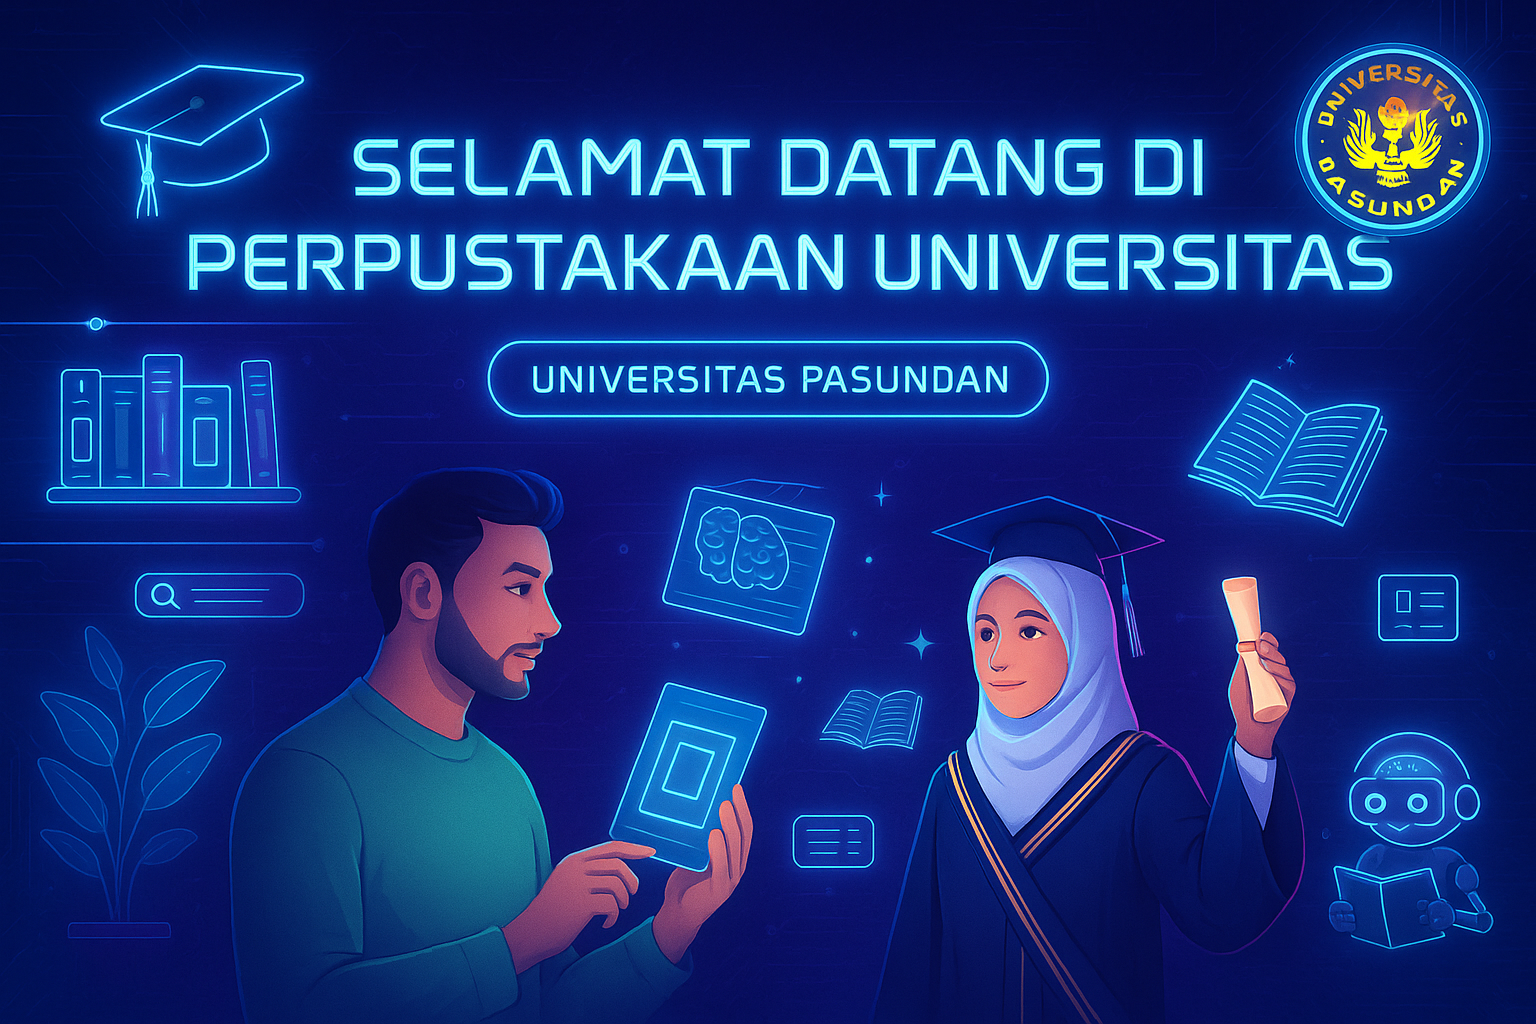 SELAMAT DATANG DI
PERPUSTAKAAN UNIVERSITAS
UNIVERSITAS PASUNDAN
DNIVERSITAS
DASUNDAN